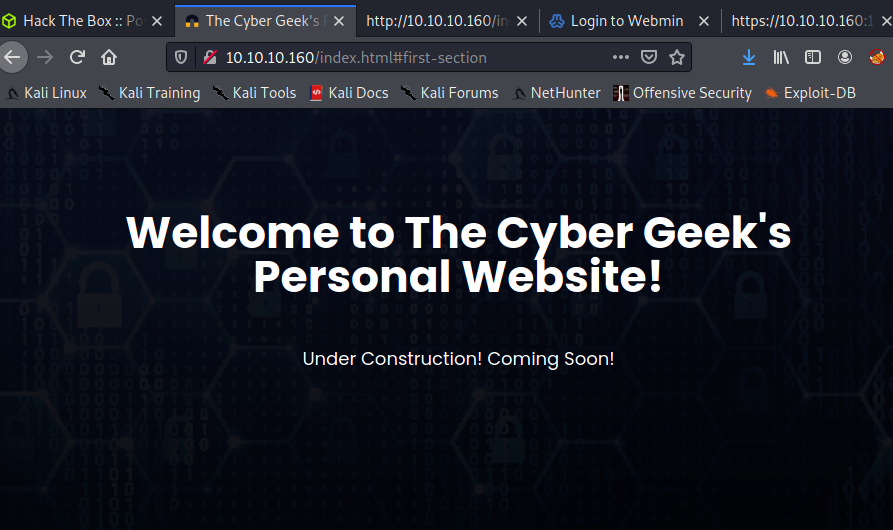 Hack The Box :: Po
The Cyber Geek's
http://10.10.10.160/in
Login to Webmin
https://10.10.10.160:1
10.10.10.160/index.html#first-section
Kali Linux
Kali Training
Kali Tools
Kali Docs
Kali Forums
NetHunter
Offensive Security
Exploit-DB
Welcome to The Cyber Geek's
Personal Website!
Under Construction! Coming Soon!